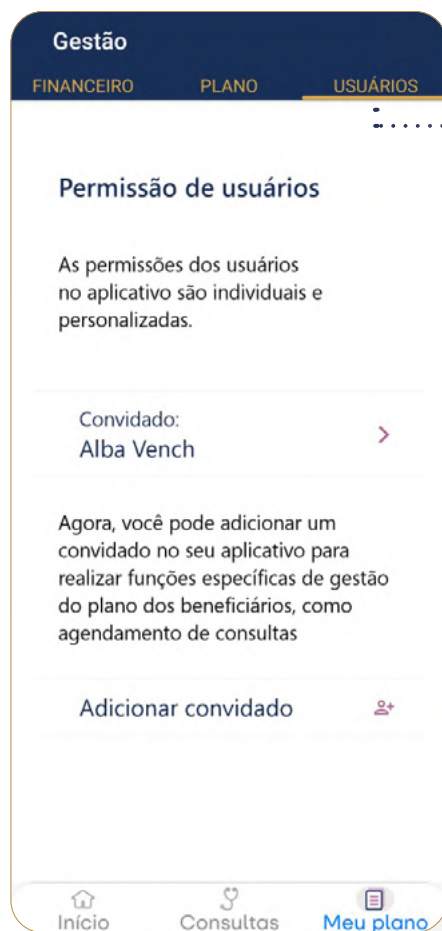 Gestão
FINANCEIRO PLANO USUÁRIOS
Permissão de usuários
As permissões dos usuários
no aplicativo são individuais e
personalizadas.
Convidado:
Alba Vench
Agora, você pode adicionar um
convidado no seu aplicativo para
realizar funções específicas de gestão
do plano dos beneficiários, como
agendamento de consultas
Adicionar convidado
Início Consultas Meu plano